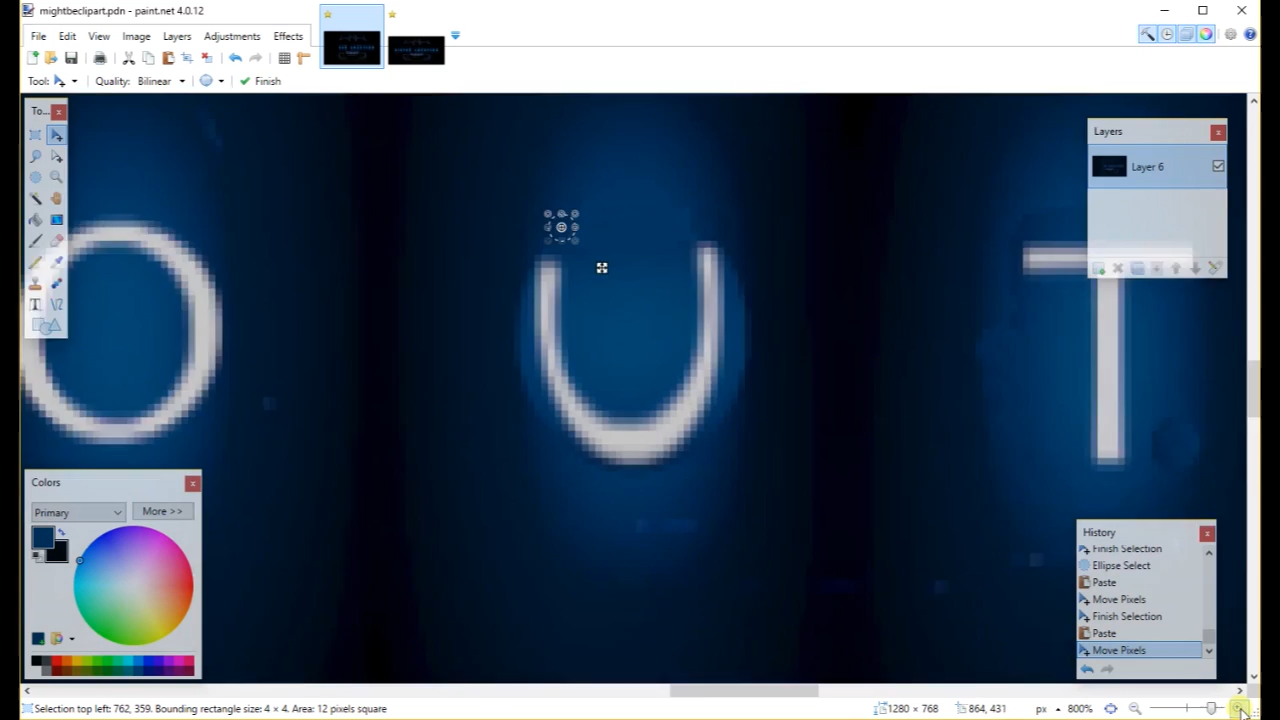 mightbeclipart.pdn - paint.net 4.0.12
File Edit View Image Layers Adjustments Effects
Tool: Quality: Bilinear Finish
To...
Layers
Layer 6
O U T
Colors
Primary More >>
History
Finish Selection
Ellipse Select
Paste
Move Pixels
Finish Selection
Paste
Move Pixels
Selection top left: 762, 359. Bounding rectangle size: 4 × 4. Area: 12 pixels square 1280 × 768 864, 431 px 800%